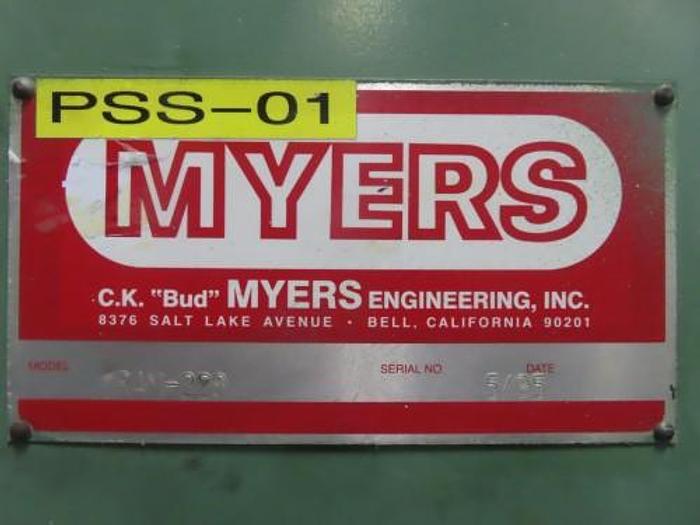 PSS-01
MYERS
C.K. "Bud" MYERS ENGINEERING, INC.
8376 SALT LAKE AVENUE · BELL, CALIFORNIA 90201
MODEL SERIAL NO. DATE